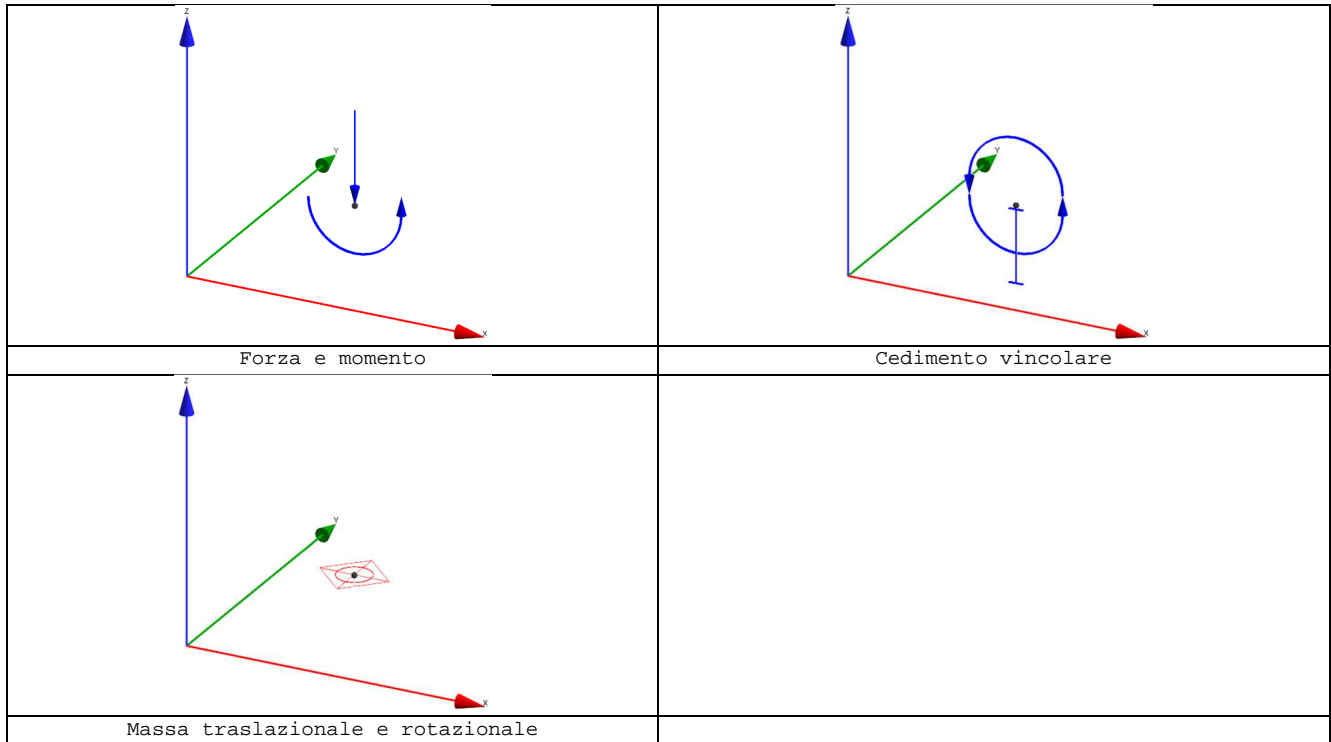 Z
Y
X
Forza e momento
Z
Y
X
Cedimento vincolare
Z
Y
X
Massa traslazionale e rotazionale